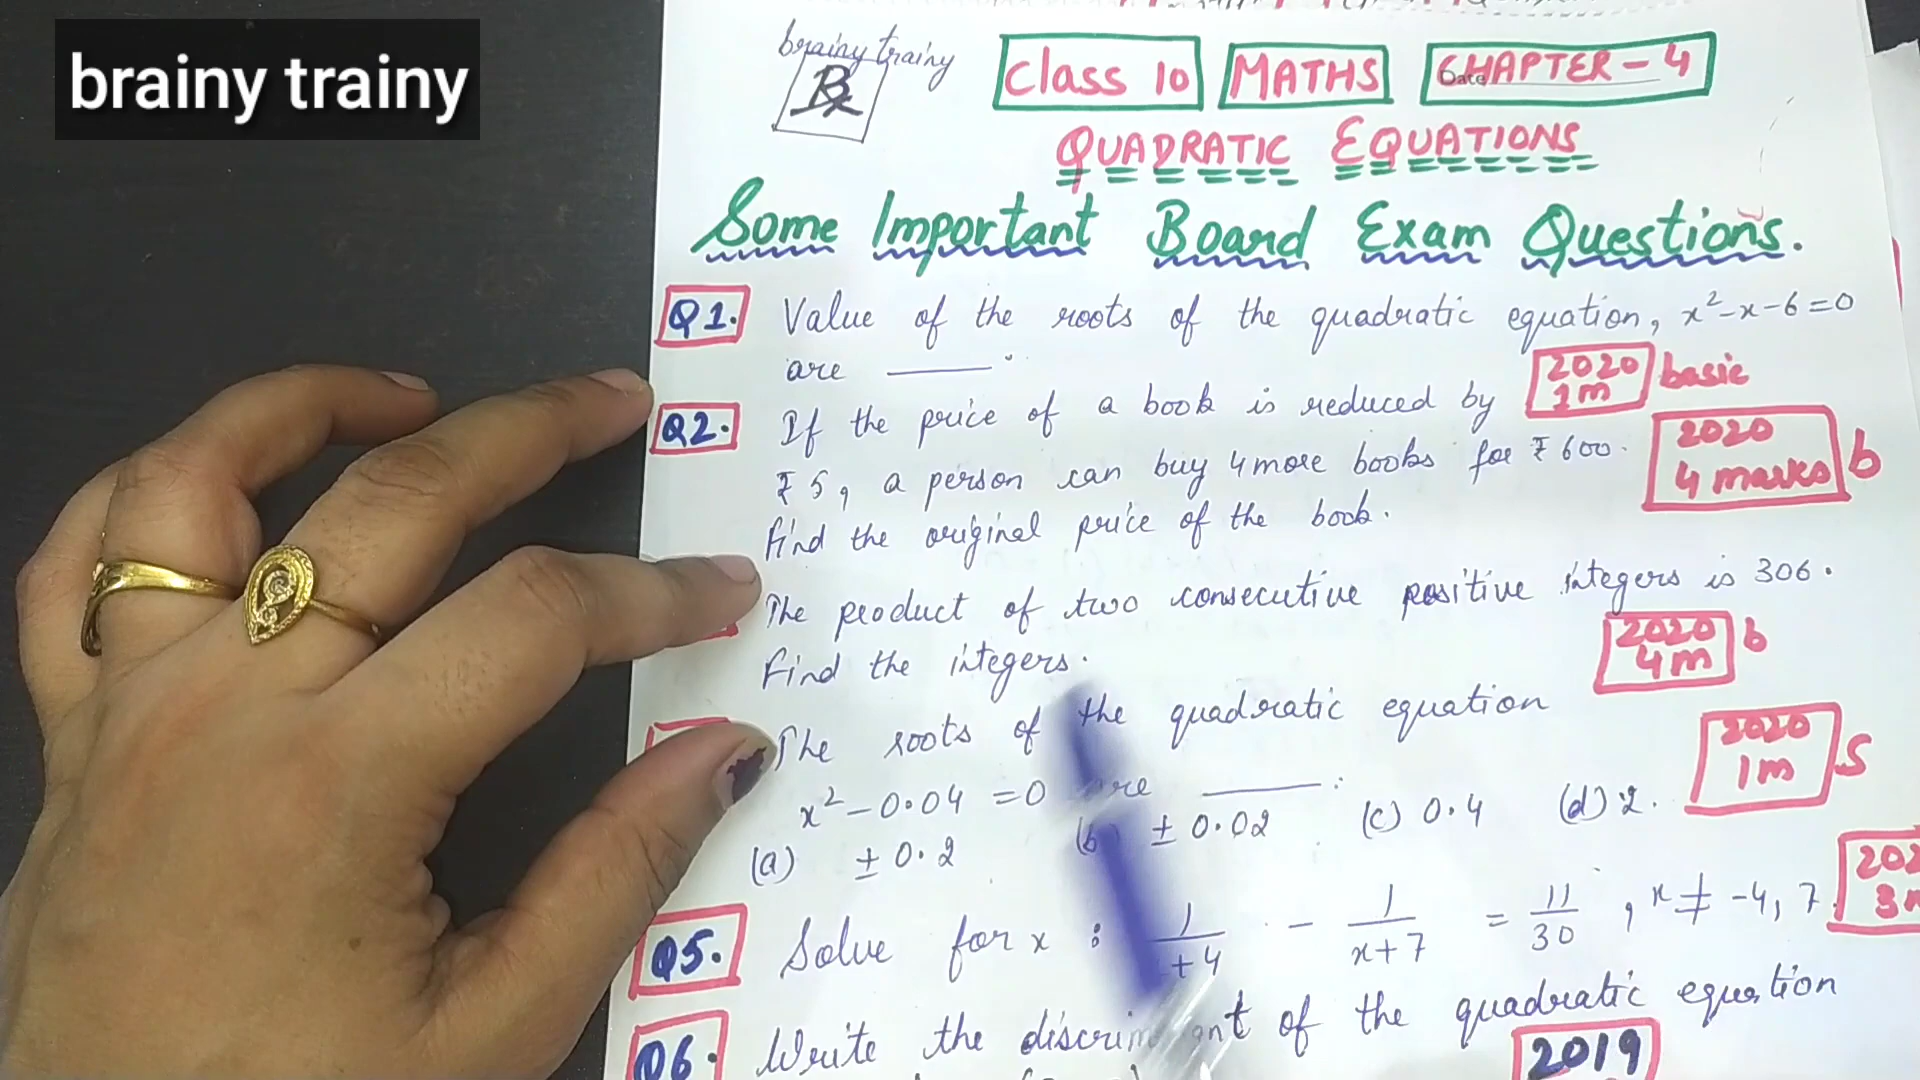 brainy trainy
brainy trainy
Class 10 MATHS CHAPTER-4
Date
QUADRATIC EQUATIONS
Some Important Board Exam Questions.
Q1. Value of the roots of the quadratic equation, x²-x-6=0
are ______.
2020
1m basic
Q2. If the price of a book is reduced by
₹5, a person can buy 4 more books for ₹600.
2020
4 marks b
Find the original price of the book.
The product of two consecutive positive integers is 306.
Find the integers.
2020
4m b
The roots of the quadratic equation
x²-0.04=0 are ______:
2020
1m S
(a) ±0.2 (b) ±0.02 (c) 0.4 (d) 2.
Q5. Solve for x : 1/+4 - 1/x+7 = 11/30, x≠-4, 7.
Q6. Write the discriminant of the quadratic equation
2019